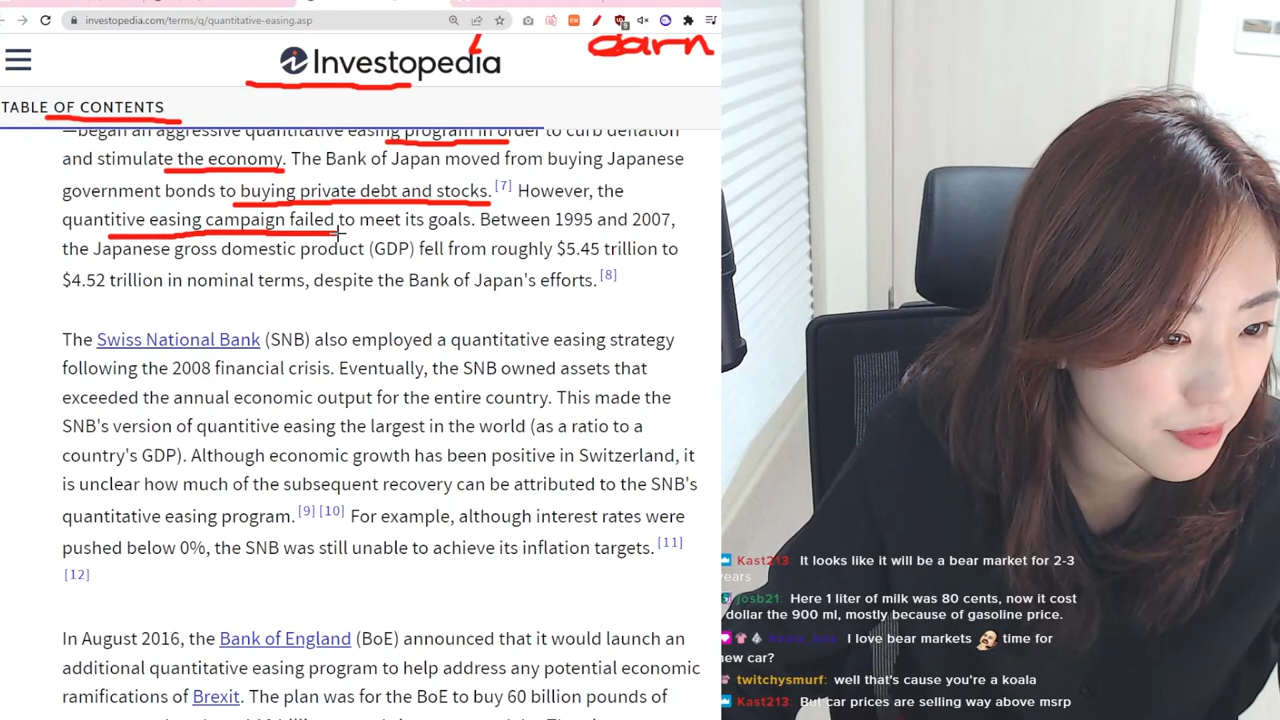 investopedia.com/terms/q/quantitative-easing.asp
darn
Investopedia
TABLE OF CONTENTS
—began an aggressive quantitative easing program in order to curb deflation
and stimulate the economy. The Bank of Japan moved from buying Japanese
government bonds to buying private debt and stocks.[7] However, the
quantitive easing campaign failed to meet its goals. Between 1995 and 2007,
the Japanese gross domestic product (GDP) fell from roughly $5.45 trillion to
$4.52 trillion in nominal terms, despite the Bank of Japan's efforts.[8]
The Swiss National Bank (SNB) also employed a quantitative easing strategy
following the 2008 financial crisis. Eventually, the SNB owned assets that
exceeded the annual economic output for the entire country. This made the
SNB's version of quantitive easing the largest in the world (as a ratio to a
country's GDP). Although economic growth has been positive in Switzerland, it
is unclear how much of the subsequent recovery can be attributed to the SNB's
quantitative easing program.[9][10] For example, although interest rates were
pushed below 0%, the SNB was still unable to achieve its inflation targets.[11]
[12]
In August 2016, the Bank of England (BoE) announced that it would launch an
additional quantitative easing program to help address any potential economic
ramifications of Brexit. The plan was for the BoE to buy 60 billion pounds of
Kast213 It looks like it will be a bear market for 2-3
years
josb21: Here 1 liter of milk was 80 cents, now it cost
dollar the 900 ml, mostly because of gasoline price.
I love bear markets time for
new car?
twitchysmurf: well that's cause you're a koala
Kast213 But car prices are selling way above msrp